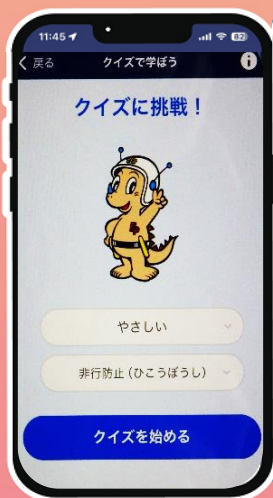 11:45
82
戻る
クイズで学ぼう
i
クイズに挑戦！
やさしい
非行防止（ひこうぼうし）
クイズを始める